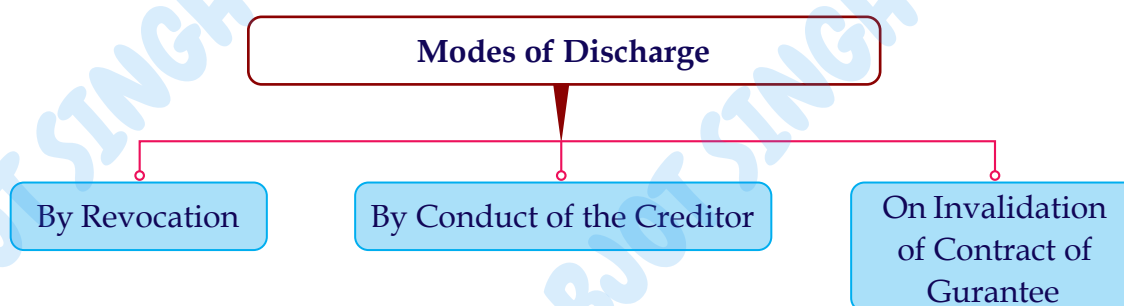 Modes of Discharge
By Revocation
By Conduct of the Creditor
On Invalidation
of Contract of
Gurantee